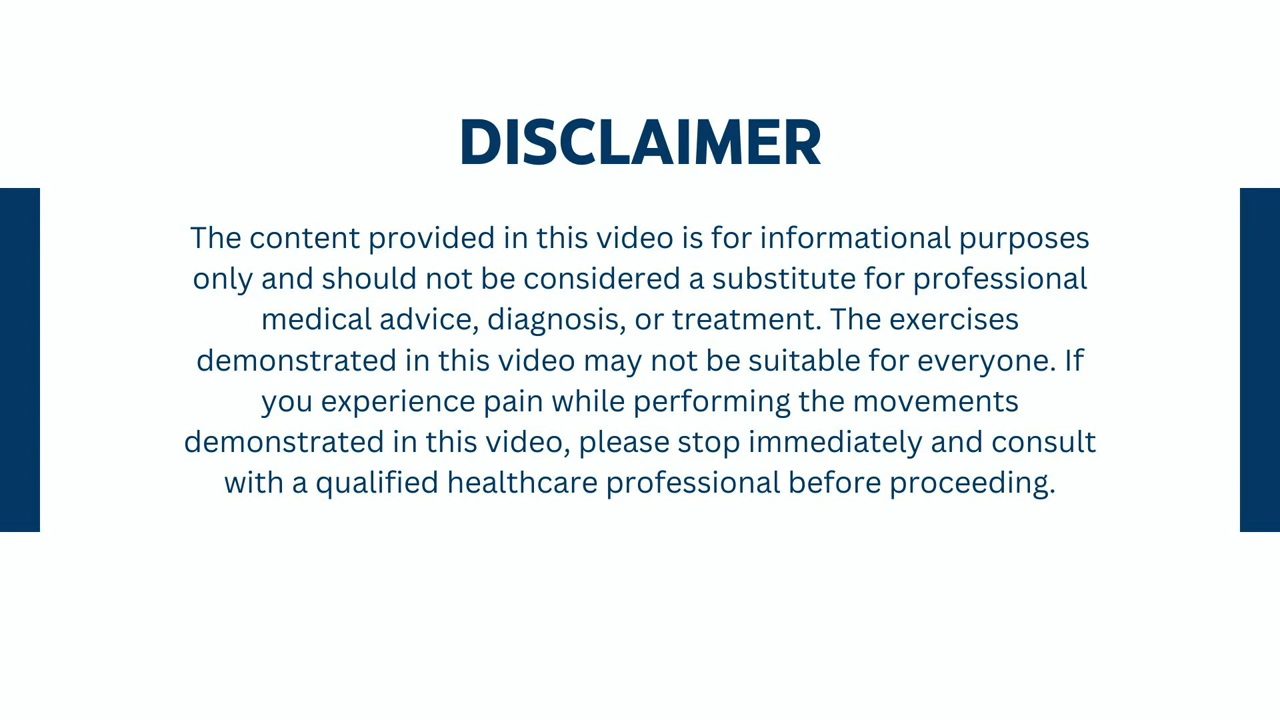 DISCLAIMER
The content provided in this video is for informational purposes
only and should not be considered a substitute for professional
medical advice, diagnosis, or treatment. The exercises
demonstrated in this video may not be suitable for everyone. If
you experience pain while performing the movements
demonstrated in this video, please stop immediately and consult
with a qualified healthcare professional before proceeding.